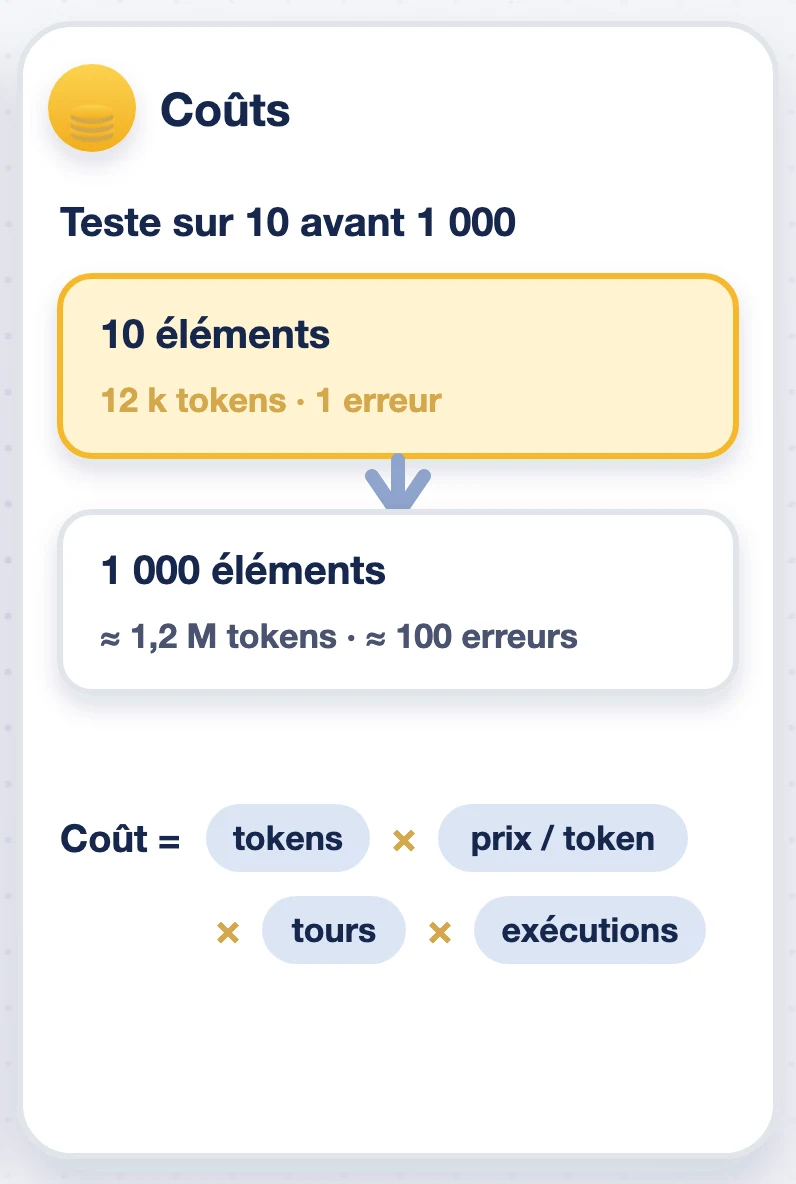 Coûts
Teste sur 10 avant 1 000
10 éléments
12 k tokens · 1 erreur
1 000 éléments
≈ 1,2 M tokens · ≈ 100 erreurs
Coût = tokens × prix / token
× tours × exécutions